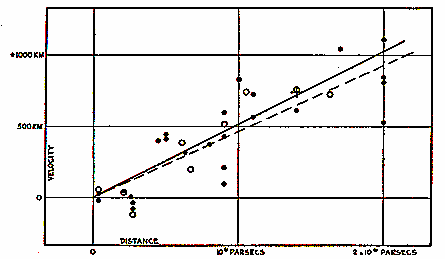 +1000 KM
500 KM
0
VELOCITY
0
DISTANCE
10⁶ PARSECS
2 x 10⁶ PARSECS